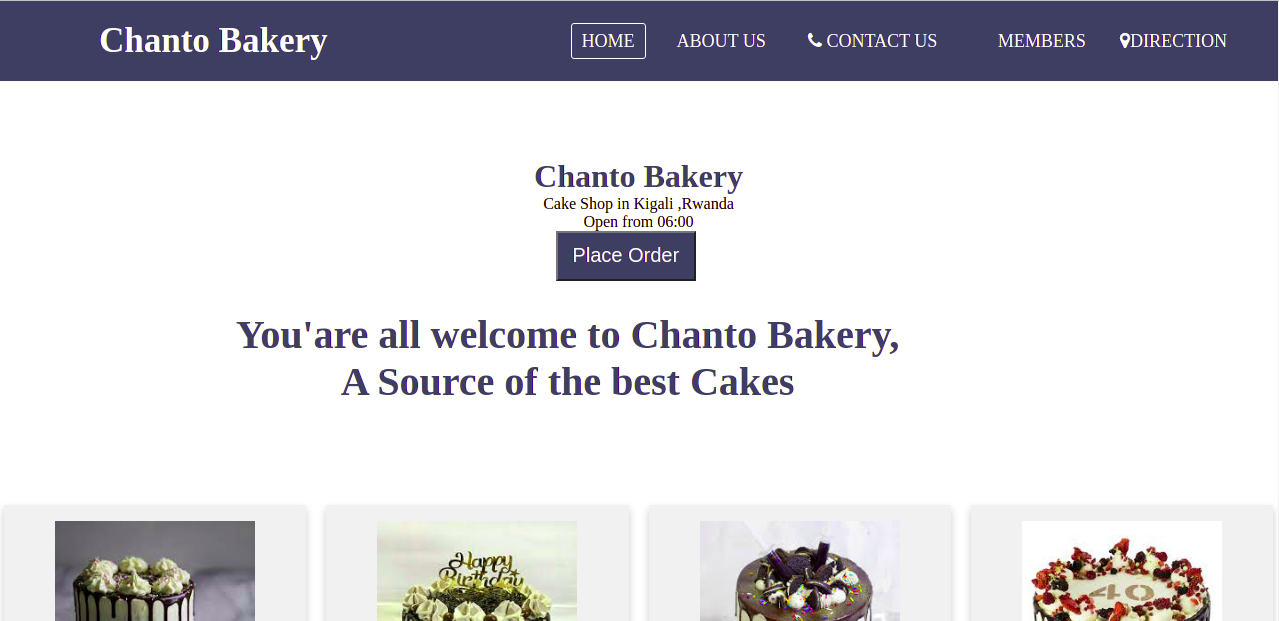 Chanto Bakery
HOME ABOUT US CONTACT US MEMBERS DIRECTION
Chanto Bakery
Cake Shop in Kigali ,Rwanda
Open from 06:00
Place Order
You'are all welcome to Chanto Bakery,
A Source of the best Cakes
Happy
Birthday
40